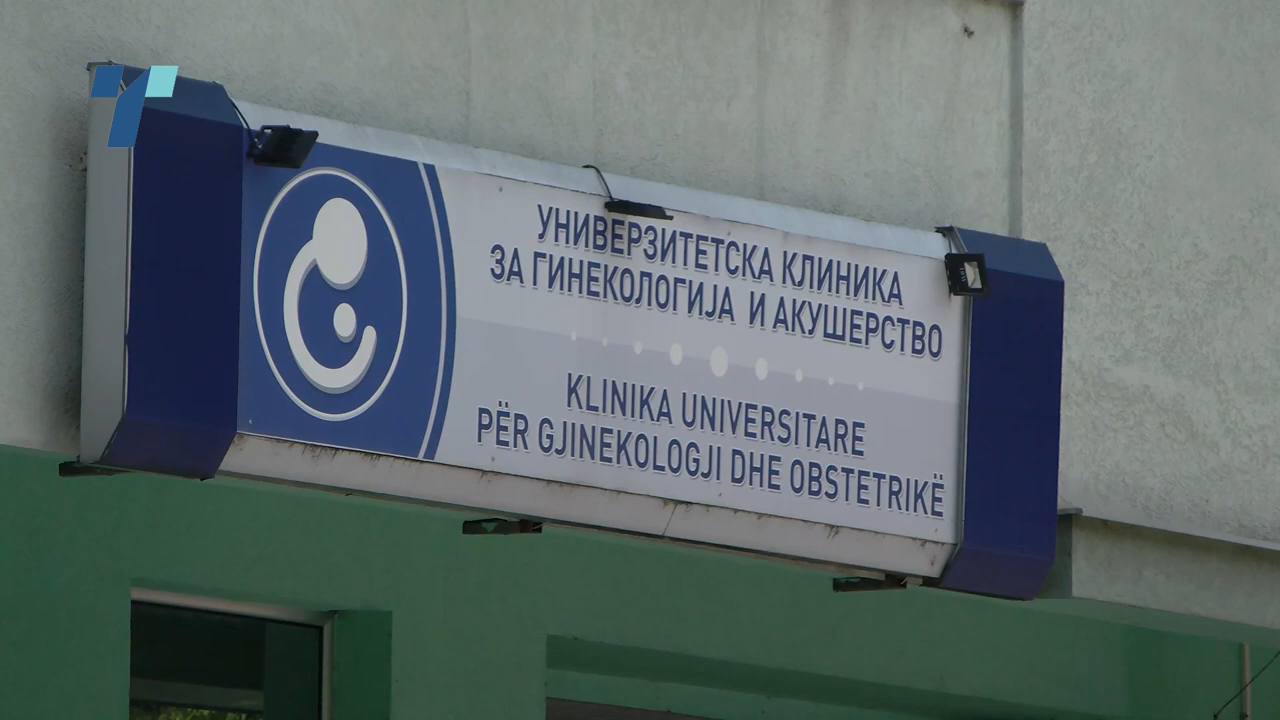 УНИВЕРЗИТЕТСКА КЛИНИКА
ЗА ГИНЕКОЛОГИЈА И АКУШЕРСТВО
KLINIKA UNIVERSITARE
PËR GJINEKOLOGJI DHE OBSTETRIKË